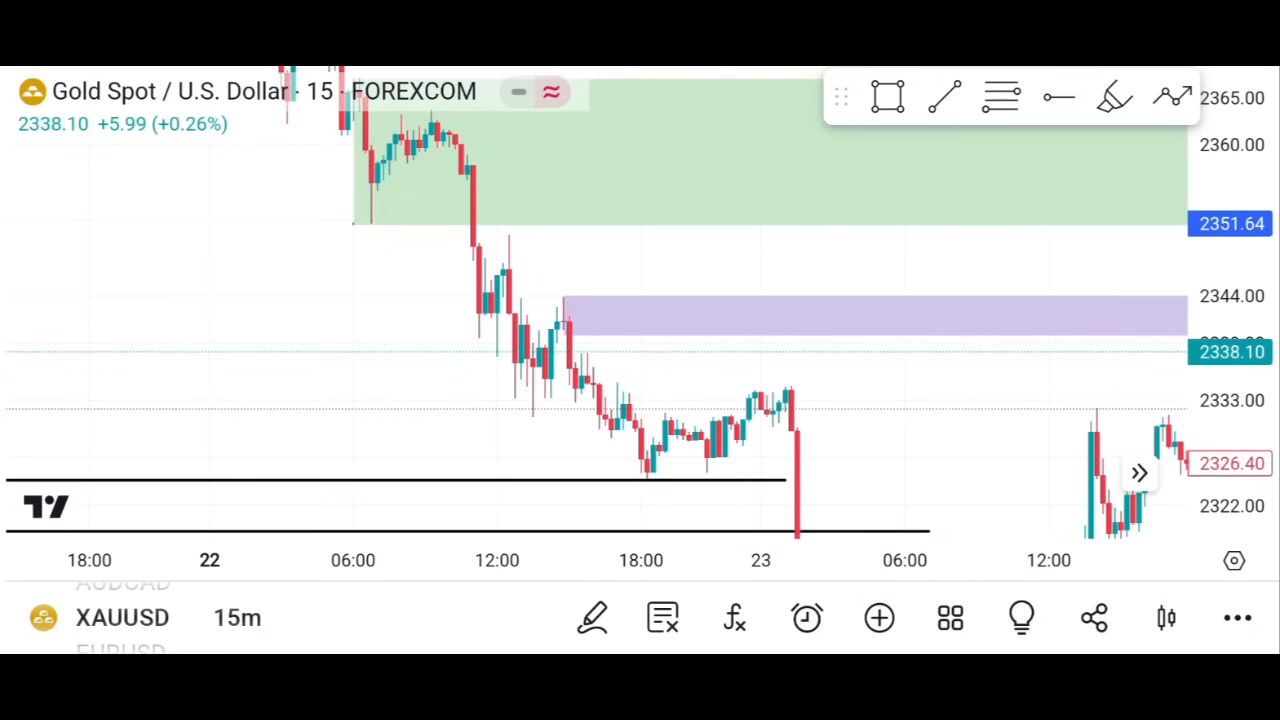 Gold Spot / U.S. Dollar · 15 · FOREXCOM
2338.10 +5.99 (+0.26%)
2365.00
2360.00
2351.64
2344.00
2338.10
2333.00
2326.40
2322.00
18:00 22 06:00 12:00 18:00 23 06:00 12:00
AUDCAD
XAUUSD 15m
EURUSD